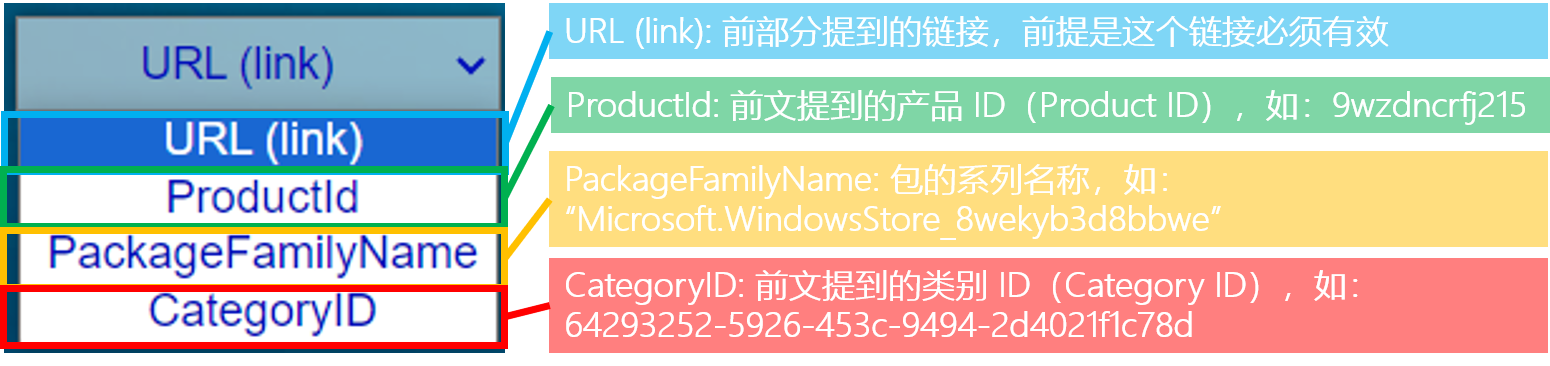 URL (link)
URL (link)
ProductId
PackageFamilyName
CategoryID
URL (link): 前部分提到的链接，前提是这个链接必须有效
ProductId: 前文提到的产品 ID（Product ID），如：9wzdncrfj215
PackageFamilyName: 包的系列名称，如：
“Microsoft.WindowsStore_8wekyb3d8bbwe”
CategoryID: 前文提到的类别 ID（Category ID），如：
64293252-5926-453c-9494-2d4021f1c78d